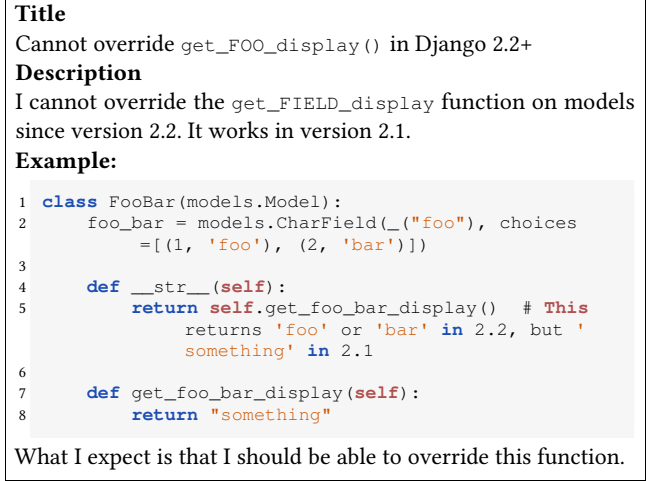 Title
Cannot override get_FOO_display() in Django 2.2+
Description
I cannot override the get_FIELD_display function on models
since version 2.2. It works in version 2.1.
Example:
1 class FooBar(models.Model):
2     foo_bar = models.CharField(_("foo"), choices
=[(1, 'foo'), (2, 'bar')])
3
4     def __str__(self):
5         return self.get_foo_bar_display()  # This
returns 'foo' or 'bar' in 2.2, but '
something' in 2.1
6
7     def get_foo_bar_display(self):
8         return "something"
What I expect is that I should be able to override this function.